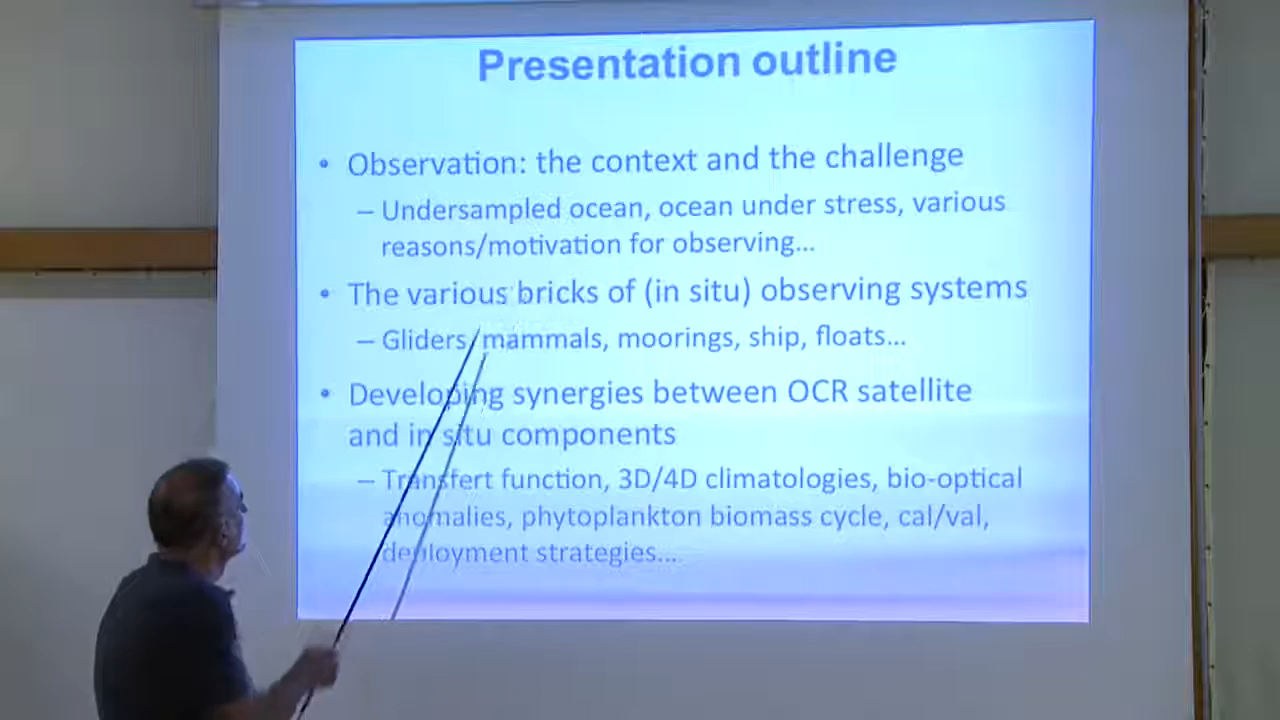 Presentation outline
• Observation: the context and the challenge
– Undersampled ocean, ocean under stress, various
reasons/motivation for observing...
• The various bricks of (in situ) observing systems
– Gliders, mammals, moorings, ship, floats...
• Developing synergies between OCR satellite
and in situ components
– Transfert function, 3D/4D climatologies, bio-optical
anomalies, phytoplankton biomass cycle, cal/val,
deployment strategies...